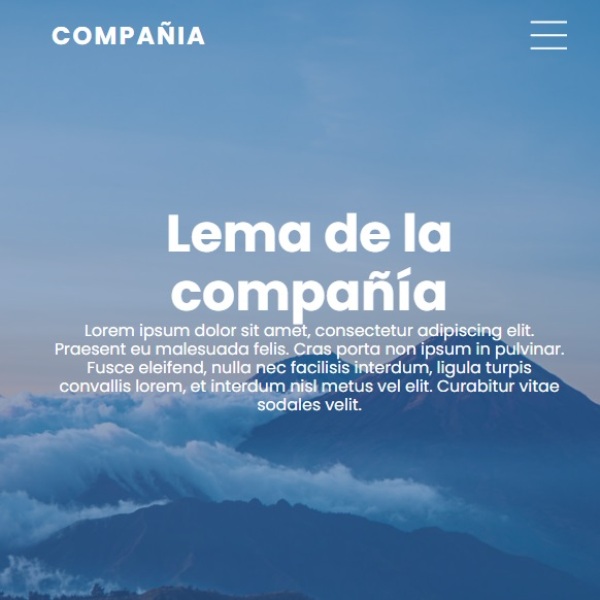 COMPAÑIA
Lema de la
compañía
Lorem ipsum dolor sit amet, consectetur adipiscing elit.
Praesent eu malesuada felis. Cras porta non ipsum in pulvinar.
Fusce eleifend, nulla nec facilisis interdum, ligula turpis
convallis lorem, et interdum nisl metus vel elit. Curabitur vitae
sodales velit.